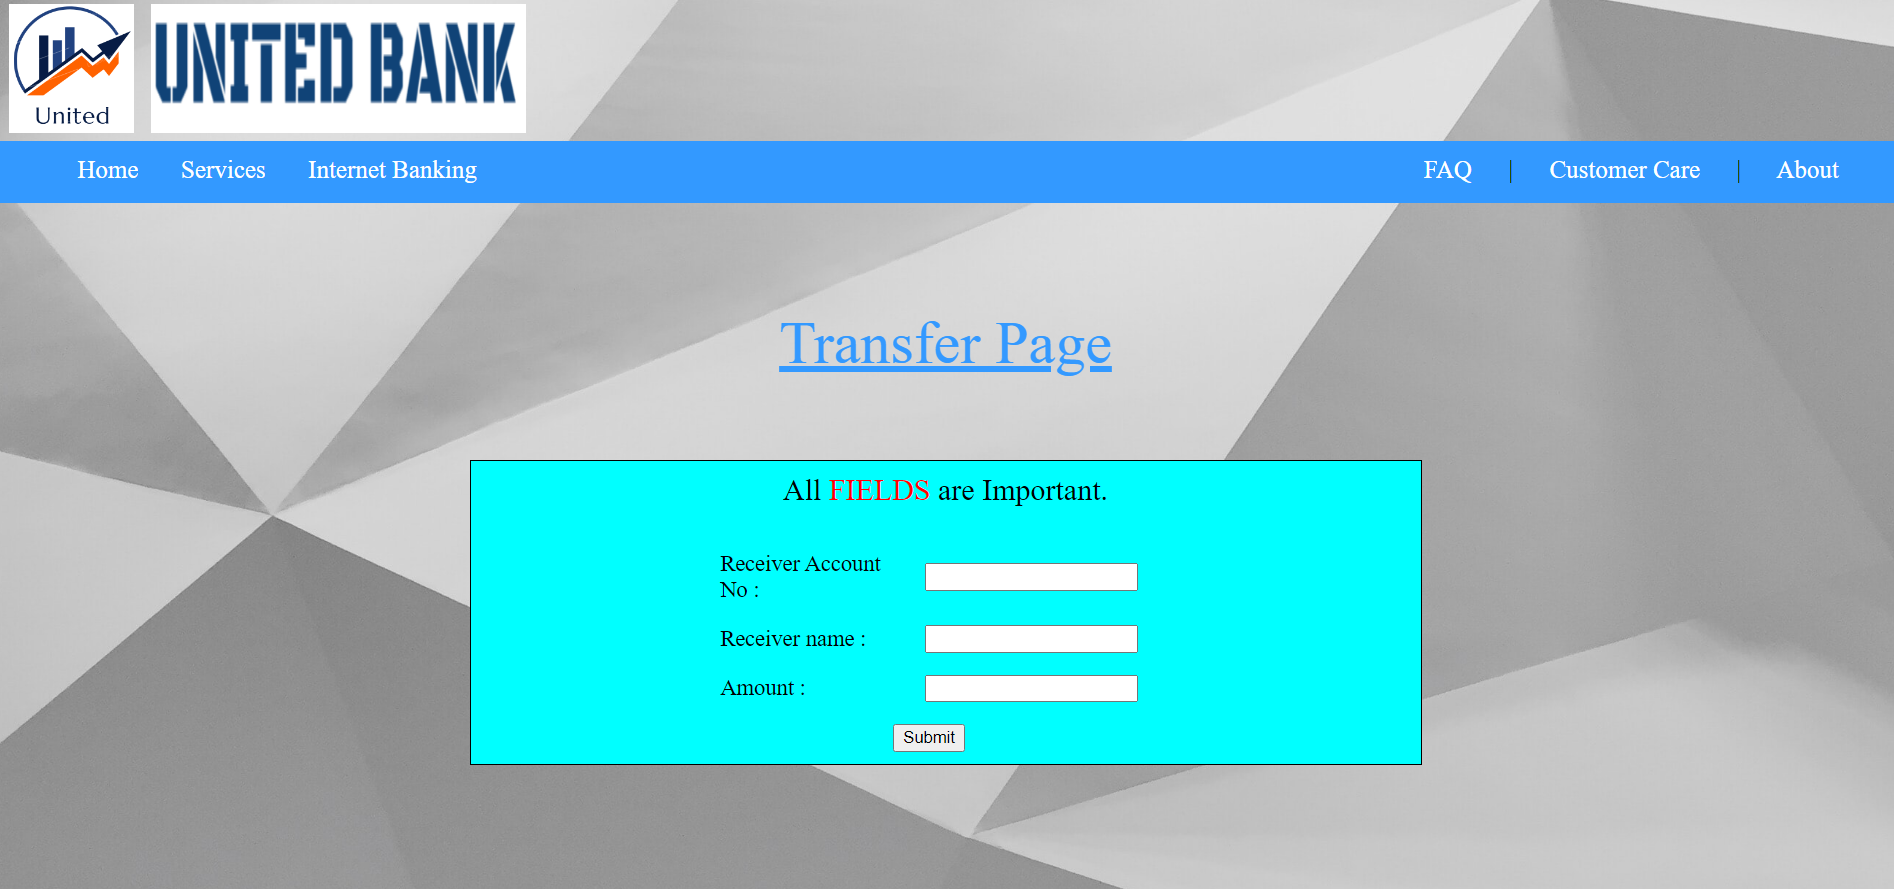 United
UNITED BANK
Home Services Internet Banking FAQ | Customer Care | About
Transfer Page
All FIELDS are Important.
Receiver Account
No :
Receiver name :
Amount :
Submit